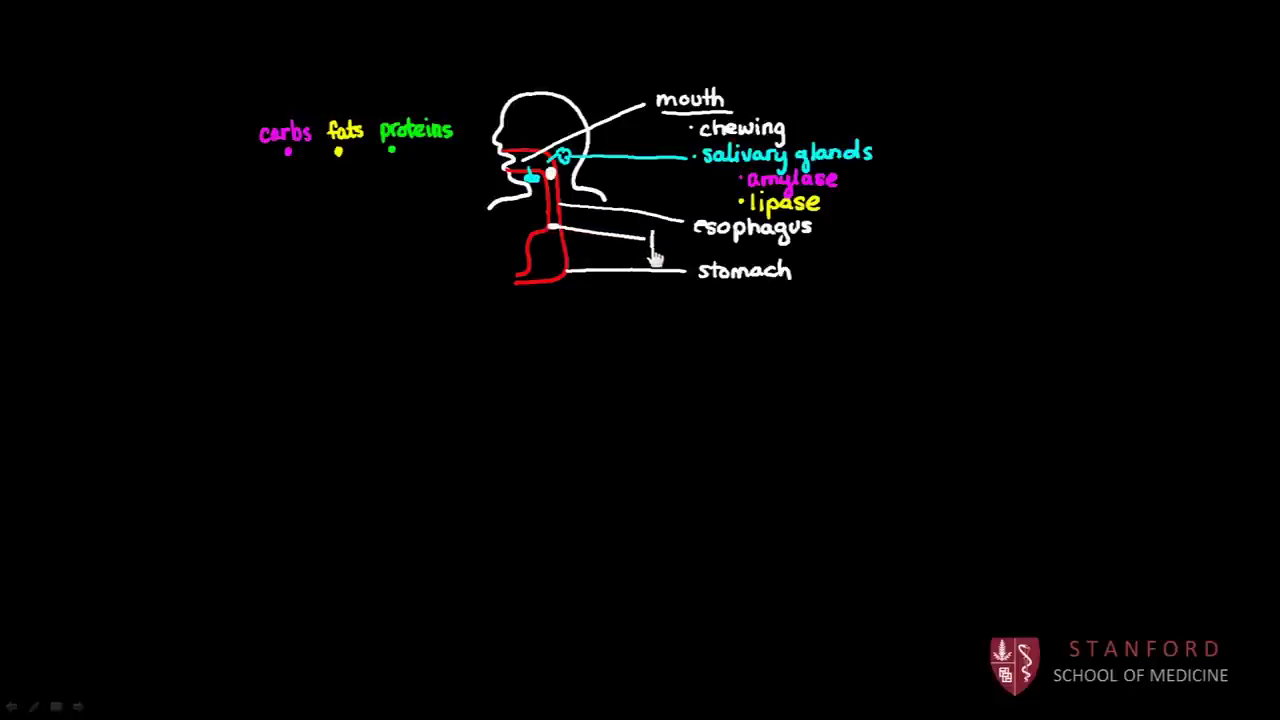 carbs fats proteins
mouth
· chewing
· salivary glands
· amylase
· lipase
esophagus
stomach
STANFORD
SCHOOL OF MEDICINE